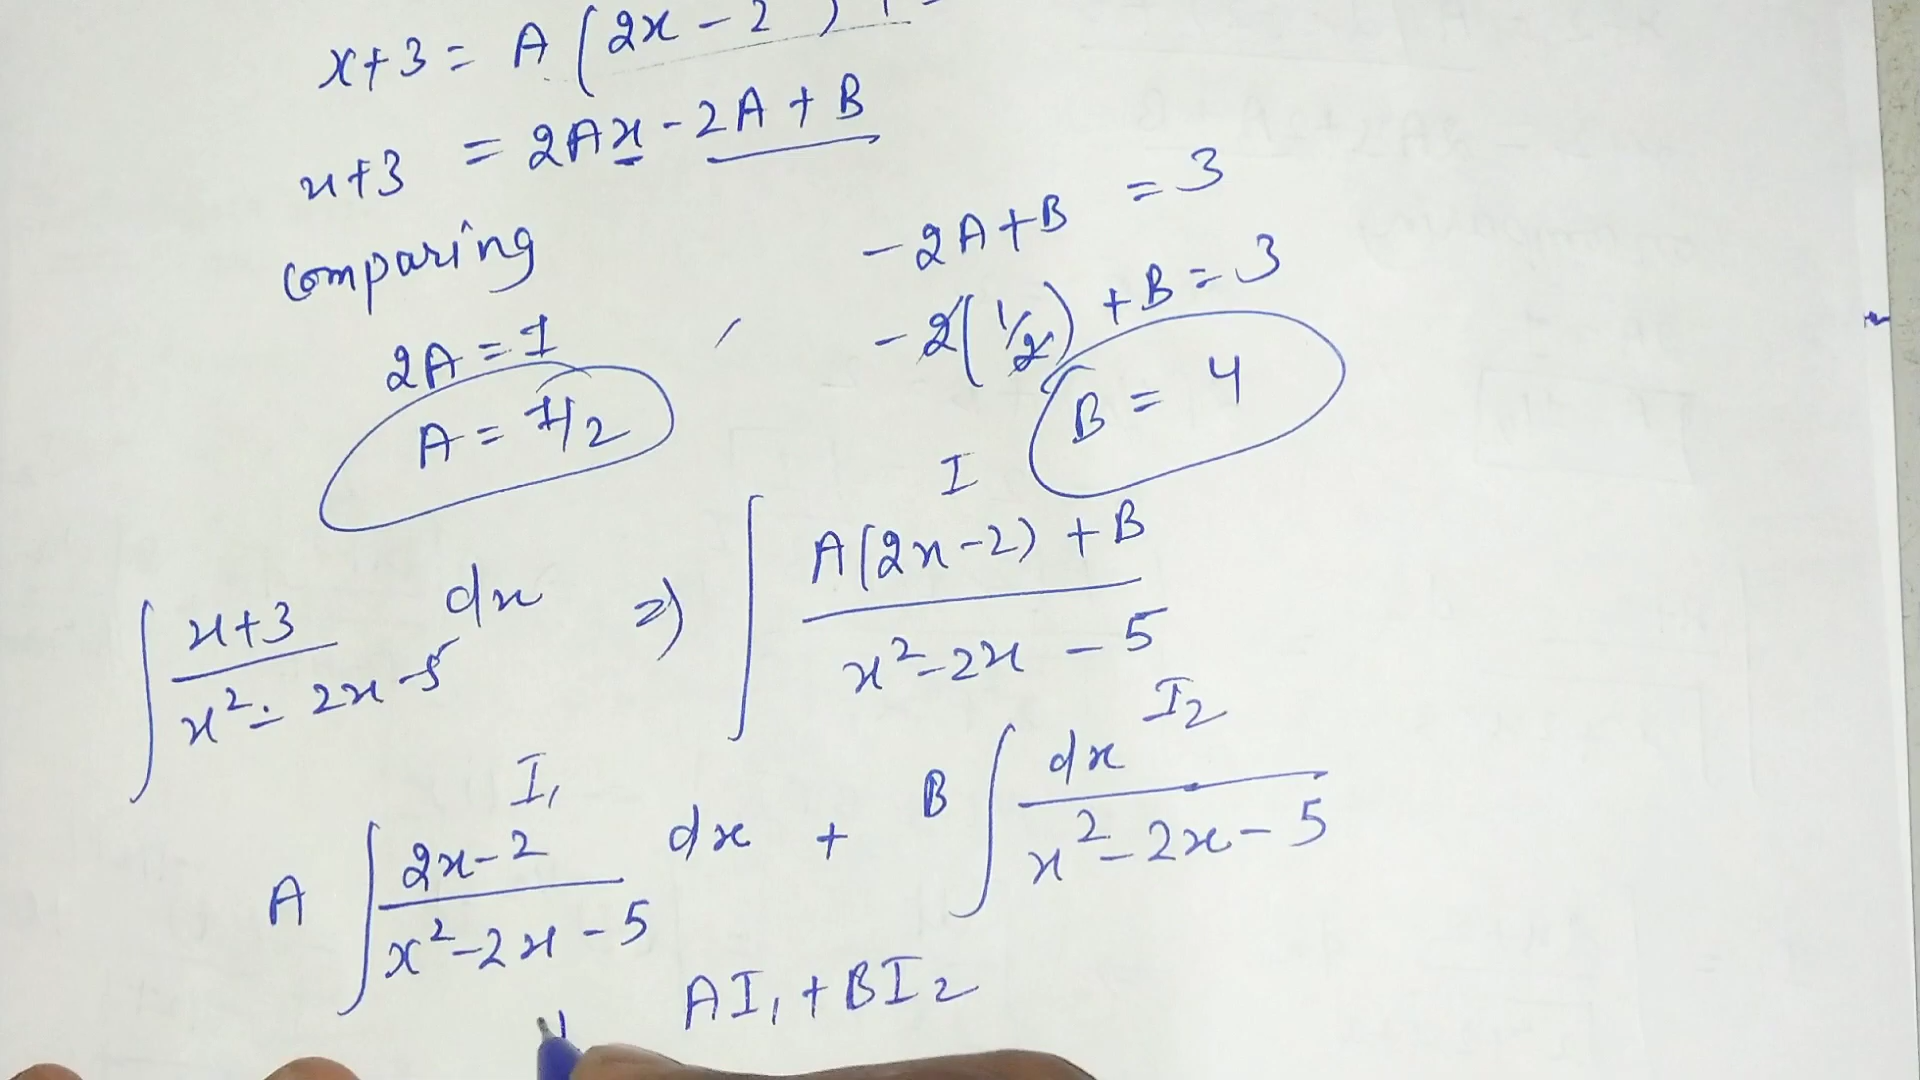 x+3 = A (2x-2)+
x+3 = 2Ax-2A+B
comparing
2A = 1
A = 1/2
-2A+B = 3
-2(1/2)+B=3
B = 4
I
∫ x+3 / x²-2x-5 dx => ∫ A(2x-2)+B / x²-2x-5
I₁ I₂
A ∫ 2x-2 / x²-2x-5 dx + B ∫ dx / x²-2x-5
AI₁+BI₂